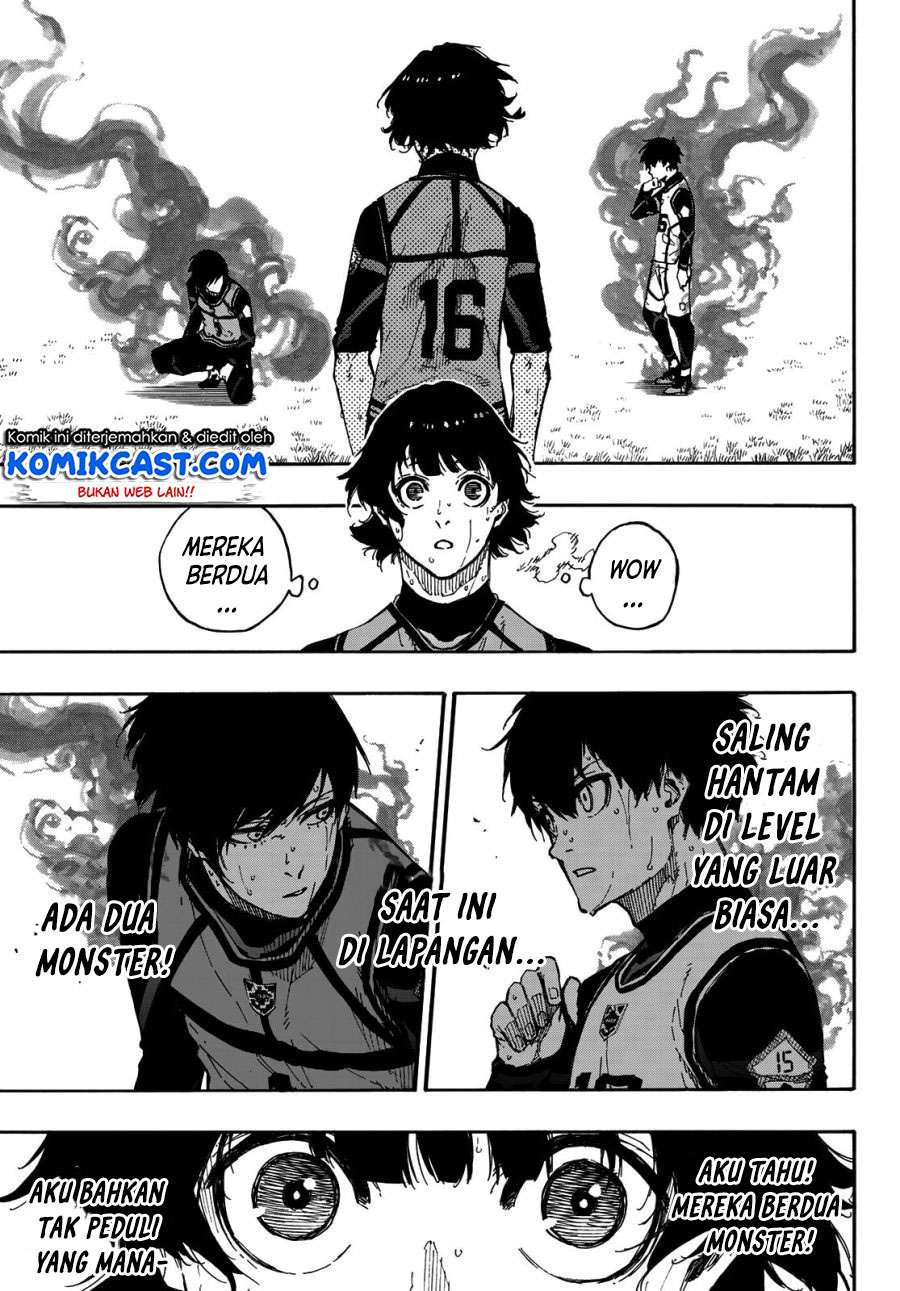 16
Komik ini diterjemahkan & diedit oleh
KOMIKCAST.COM
BUKAN WEB LAIN!!
WOW
...
MEREKA
BERDUA
...
SALING
HANTAM
DI LEVEL
YANG LUAR
BIASA...
SAAT INI
DI LAPANGAN...
ADA DUA
MONSTER!
15
AKU TAHU!
MEREKA BERDUA
MONSTER!
AKU BAHKAN
TAK PEDULI
YANG MANA-